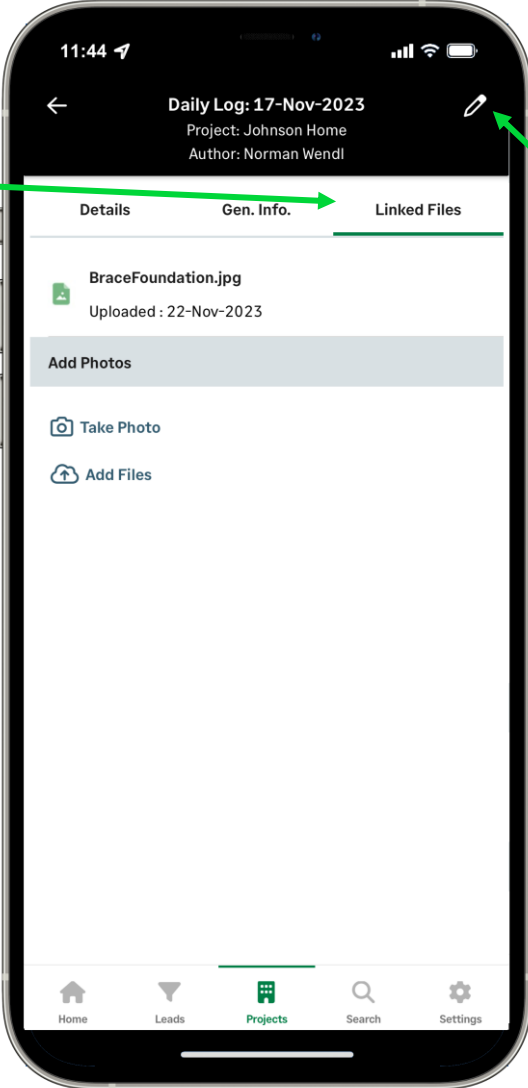 11:44
Daily Log: 17-Nov-2023
Project: Johnson Home
Author: Norman Wendl
Details Gen. Info. Linked Files
BraceFoundation.jpg
Uploaded : 22-Nov-2023
Add Photos
Take Photo
Add Files
Home Leads Projects Search Settings